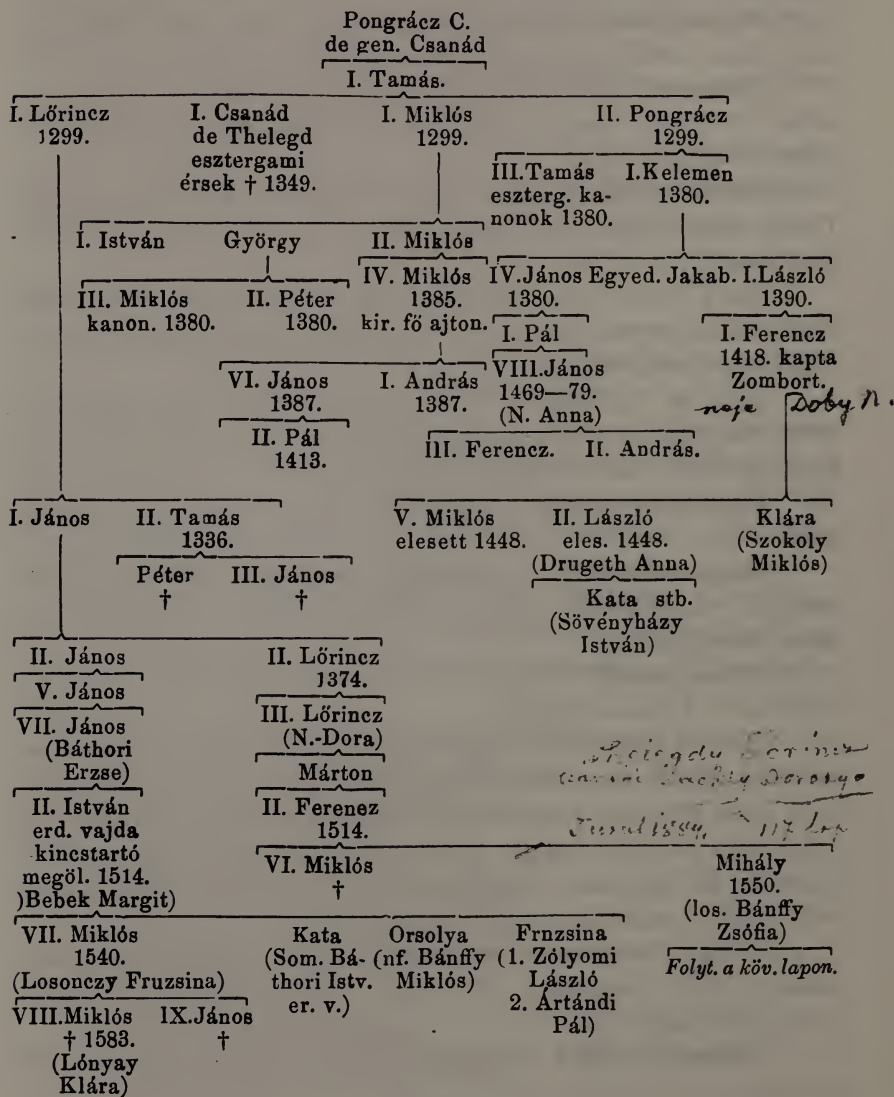 Pongrácz C.
de gen. Csanád
I. Tamás.
I. Lőrincz I. Csanád I. Miklós II. Pongrácz
1299. de Thelegd 1299. 1299.
esztergami
érsek † 1349.
III.Tamás I.Kelemen
eszterg. ka- 1380.
nonok 1380.
I. István György II. Miklós
III. Miklós II. Péter IV. Miklós IV.János Egyed. Jakab. I.László
kanon. 1380. 1380. 1385. 1380. 1390.
kir. fő ajton. I. Pál I. Ferencz
VI. János I. András VIII.János 1418. kapta
1387. 1387. 1469—79. Zombort.
(N. Anna) neje Doby N.
II. Pál III. Ferencz. II. András.
1413.
I. János II. Tamás V. Miklós II. László Klára
1336. elesett 1448. eles. 1448. (Szokoly
Péter III. János (Drugeth Anna) Miklós)
† † Kata stb.
(Sövényházy
István)
II. János II. Lőrincz
1374.
V. János III. Lőrincz
VII. János (N.-Dora)
(Báthori
Erzse) Márton
II. István II. Ferenez
erd. vajda 1514.
kincstartó VI. Miklós Mihály
megöl. 1514. † 1550.
)Bebek Margit) (los. Bánffy
Zsófia)
VII. Miklós Kata Orsolya Frnzsina Folyt. a köv. lapon.
1540. (Som. Bá- (nf. Bánffy (1. Zólyomi
(Losonczy Fruzsina) thori Istv. Miklós) László
er. v.) 2. Ártándi
Pál)
VIII.Miklós IX.János
† 1583. †
(Lónyay
Klára)